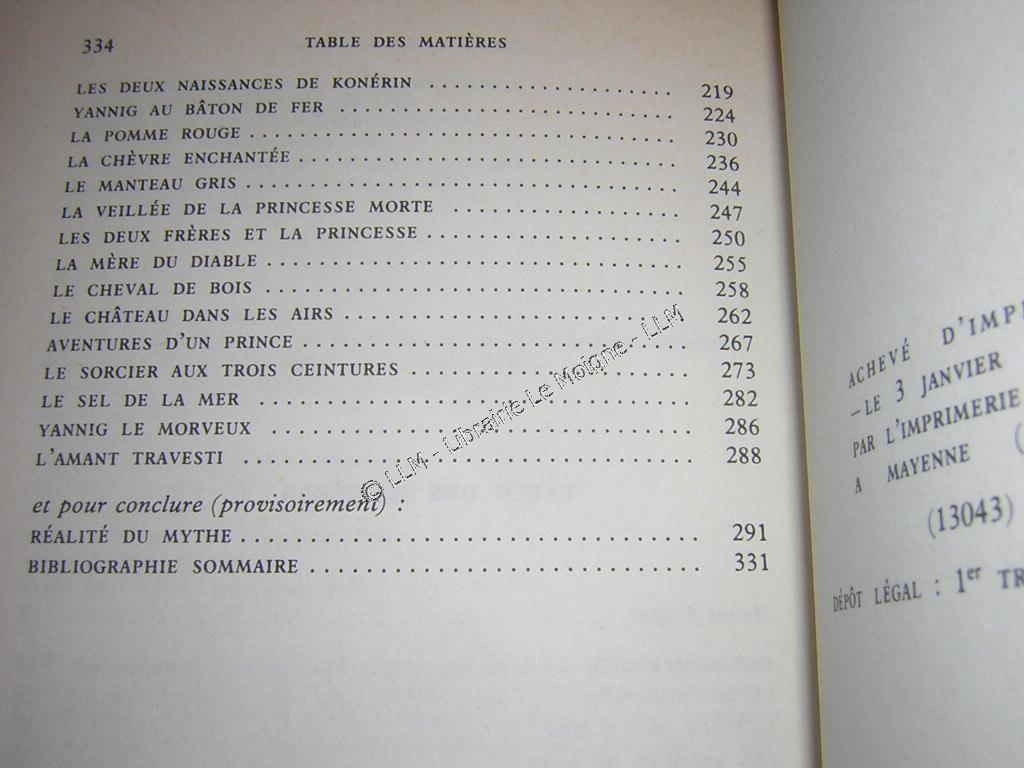 334 TABLE DES MATIÈRES
LES DEUX NAISSANCES DE KONÉRIN ........................ 219
YANNIG AU BÂTON DE FER ................................ 224
LA POMME ROUGE ........................................ 230
LA CHÈVRE ENCHANTÉE ................................... 236
LE MANTEAU GRIS ....................................... 244
LA VEILLÉE DE LA PRINCESSE MORTE ...................... 247
LES DEUX FRÈRES ET LA PRINCESSE ....................... 250
LA MÈRE DU DIABLE ..................................... 255
LE CHEVAL DE BOIS ..................................... 258
LE CHÂTEAU DANS LES AIRS .............................. 262
AVENTURES D'UN PRINCE ................................. 267
LE SORCIER AUX TROIS CEINTURES ........................ 273
LE SEL DE LA MER ...................................... 282
YANNIG LE MORVEUX ..................................... 286
L'AMANT TRAVESTI ...................................... 288
et pour conclure (provisoirement) :
RÉALITÉ DU MYTHE ...................................... 291
BIBLIOGRAPHIE SOMMAIRE ................................ 331
© LLM - Librairie Le Moigne - LLM
ACHEVÉ D'IMPR
–LE 3 JANVIER
PAR L'IMPRIMERIE
A MAYENNE (
(13043)
DÉPÔT LÉGAL : 1er TR